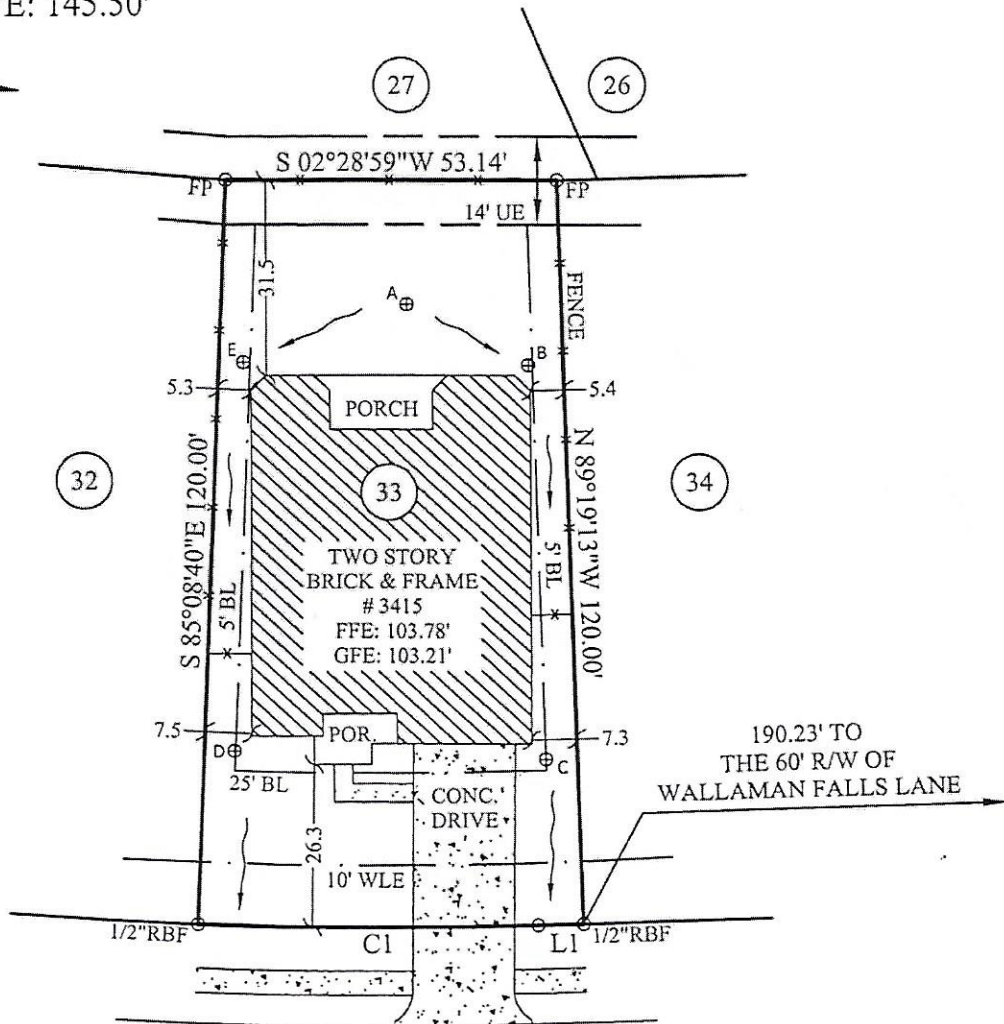 E: 145.50'
27
26
S 02°28'59"W 53.14'
FP
FP
14' UE
31.5
FENCE
A
E
B
5.3
5.4
PORCH
32
33
34
S 85°08'40"E 120.00'
N 89°19'13"W 120.00'
TWO STORY
BRICK & FRAME
# 3415
FFE: 103.78'
GFE: 103.21'
5' BL
5' BL
7.5
POR.
7.3
D
C
25' BL
190.23' TO
THE 60' R/W OF
WALLAMAN FALLS LANE
CONC.
DRIVE
26.3
10' WLE
1/2"RBF
C1
L1
1/2"RBF